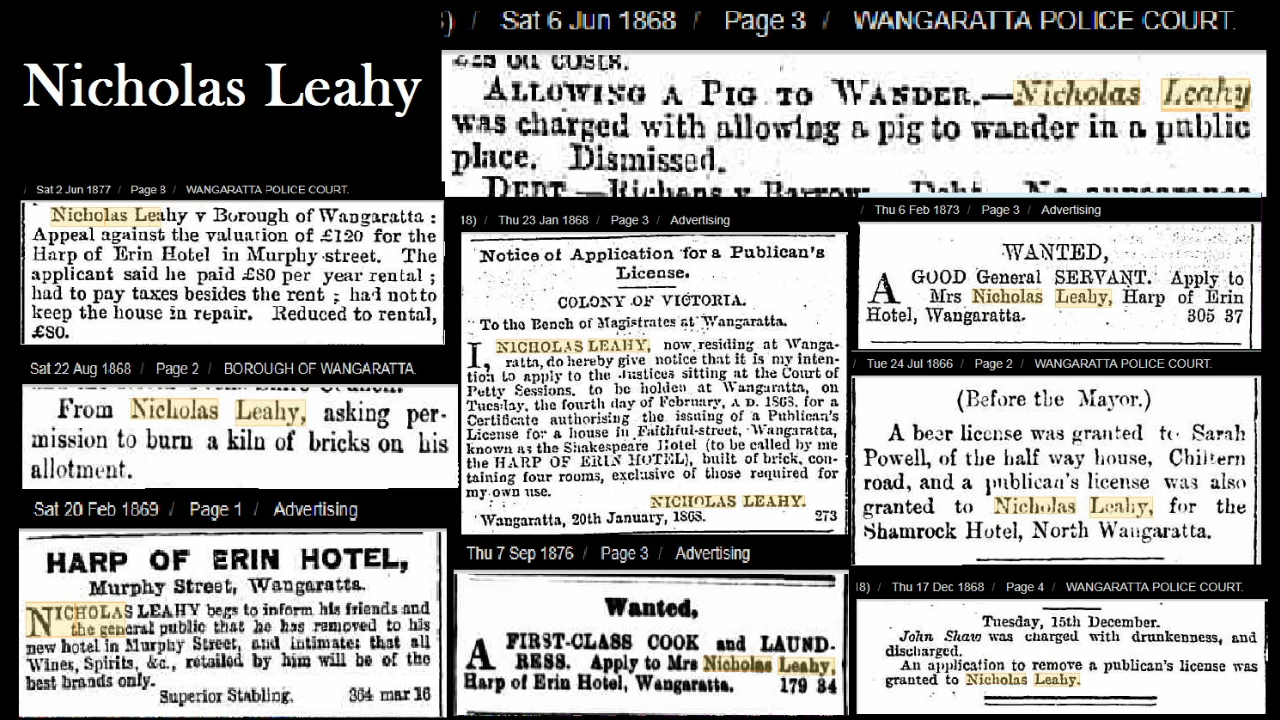 Nicholas Leahy
) / Sat 6 Jun 1868 / Page 3 / WANGARATTA POLICE COURT.
on costs.
ALLOWING A PIG TO WANDER.—Nicholas Leahy
was charged with allowing a pig to wander in a public
place. Dismissed.
DEBT.—Richens v Barrow. Debt. No appearance
/ Sat 2 Jun 1877 / Page 8 / WANGARATTA POLICE COURT.
Nicholas Leahy v Borough of Wangaratta :
Appeal against the valuation of £120 for the
Harp of Erin Hotel in Murphy street. The
applicant said he paid £80 per year rental ;
had to pay taxes besides the rent ; had not to
keep the house in repair. Reduced to rental,
£80.
Sat 22 Aug 1868 / Page 2 / BOROUGH OF WANGARATTA.
From Nicholas Leahy, asking per-
mission to burn a kiln of bricks on his
allotment.
Sat 20 Feb 1869 / Page 1 / Advertising
HARP OF ERIN HOTEL,
Murphy Street, Wangaratta.
NICHOLAS LEAHY begs to inform his friends and
the general public that he has removed to his
new hotel in Murphy Street, and intimates that all
Wines, Spirits, &c., retailed by him will be of the
best brands only.
Superior Stabling. 364 mar 16
18) / Thu 23 Jan 1868 / Page 3 / Advertising
Notice of Application for a Publican's
License.
COLONY OF VICTORIA.
To the Bench of Magistrates at Wangaratta.
I, NICHOLAS LEAHY, now residing at Wanga-
ratta, do hereby give notice that it is my inten-
tion to apply to the Justices sitting at the Court of
Petty Sessions, to be holden at Wangaratta, on
Tuesday, the fourth day of February, A D. 1868, for a
Certificate authorising the issuing of a Publican's
License for a house in Faithful-street, Wangaratta,
known as the Shakespeare Hotel (to be called by me
the HARP OF ERIN HOTEL), built of brick, con-
taining four rooms, exclusive of those required for
my own use.
NICHOLAS LEAHY.
Wangaratta, 20th January, 1868. 273
Thu 7 Sep 1876 / Page 3 / Advertising
Wanted,
A FIRST-CLASS COOK and LAUND-
RESS. Apply to Mrs Nicholas Leahy,
Harp of Erin Hotel, Wangaratta. 179 34
/ Thu 6 Feb 1873 / Page 3 / Advertising
WANTED,
A GOOD General SERVANT. Apply to
Mrs Nicholas Leahy, Harp of Erin
Hotel, Wangaratta. 305 37
/ Tue 24 Jul 1866 / Page 2 / WANGARATTA POLICE COURT.
(Before the Mayor.)
A beer license was granted to Sarah
Powell, of the half way house, Chiltern
road, and a publican's license was also
granted to Nicholas Leahy, for the
Shamrock Hotel, North Wangaratta.
18) / Thu 17 Dec 1868 / Page 4 / WANGARATTA POLICE COURT.
Tuesday, 15th December.
John Shaw was charged with drunkenness, and
discharged.
An application to remove a publican's license was
granted to Nicholas Leahy.